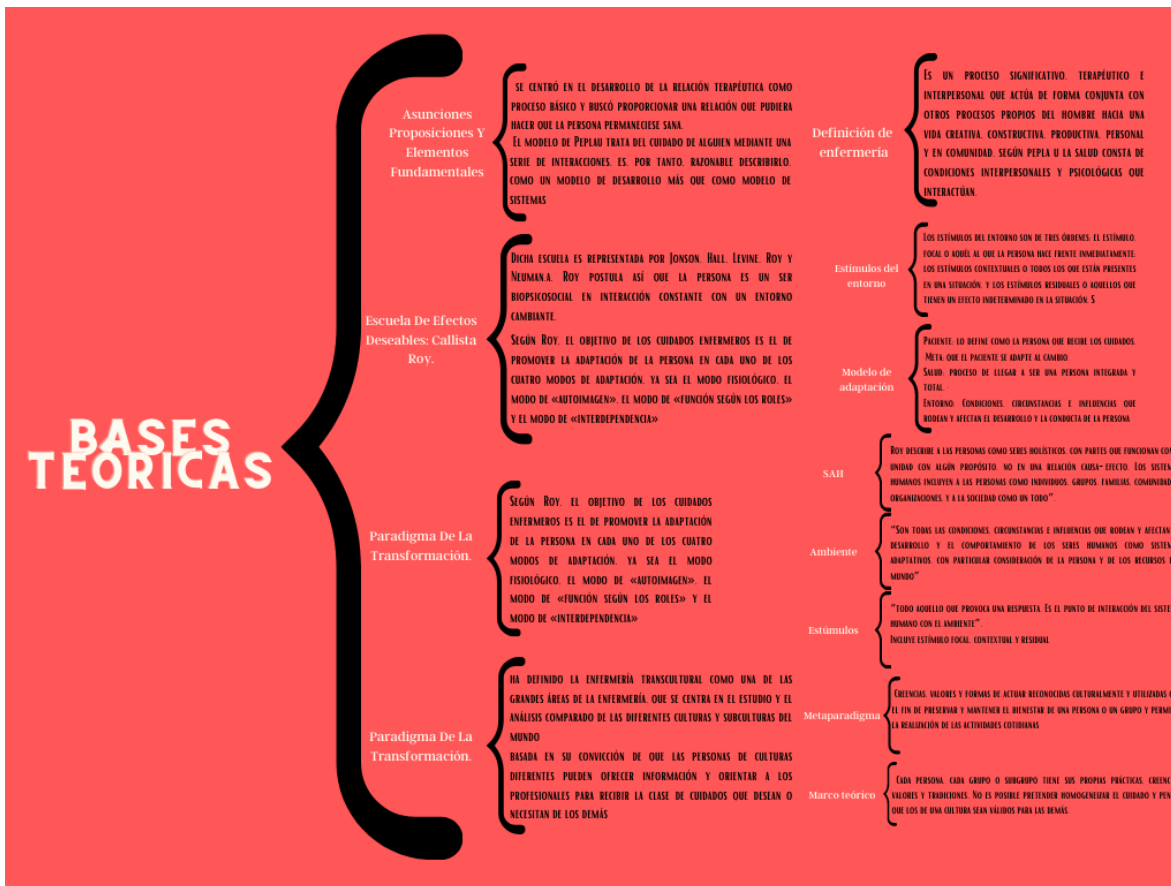 BASES
TEÓRICAS
Asunciones
Proposiciones Y
Elementos
Fundamentales
SE CENTRÓ EN EL DESARROLLO DE LA RELACIÓN TERAPÉUTICA COMO
PROCESO BÁSICO Y BUSCÓ PROPORCIONAR UNA RELACIÓN QUE PUDIERA
HACER QUE LA PERSONA PERMANECIESE SANA.
EL MODELO DE PEPLAU TRATA DEL CUIDADO DE ALGUIEN MEDIANTE UNA
SERIE DE INTERACCIONES. ES, POR TANTO, RAZONABLE DESCRIBIRLO,
COMO UN MODELO DE DESARROLLO MÁS QUE COMO MODELO DE
SISTEMAS
Definición de
enfermería
ES UN PROCESO SIGNIFICATIVO, TERAPÉUTICO E
INTERPERSONAL QUE ACTÚA DE FORMA CONJUNTA CON
OTROS PROCESOS PROPIOS DEL HOMBRE HACIA UNA
VIDA CREATIVA, CONSTRUCTIVA, PRODUCTIVA, PERSONAL
Y EN COMUNIDAD. SEGÚN PEPLA U LA SALUD CONSTA DE
CONDICIONES INTERPERSONALES Y PSICOLÓGICAS QUE
INTERACTÚAN.
Escuela De Efectos
Deseables: Callista
Roy.
DICHA ESCUELA ES REPRESENTADA POR JONSON, HALL, LEVINE, ROY Y
NEUMAN.A. ROY POSTULA ASÍ QUE LA PERSONA ES UN SER
BIOPSICOSOCIAL EN INTERACCIÓN CONSTANTE CON UN ENTORNO
CAMBIANTE.
SEGÚN ROY, EL OBJETIVO DE LOS CUIDADOS ENFERMEROS ES EL DE
PROMOVER LA ADAPTACIÓN DE LA PERSONA EN CADA UNO DE LOS
CUATRO MODOS DE ADAPTACIÓN, YA SEA EL MODO FISIOLÓGICO, EL
MODO DE «AUTOIMAGEN», EL MODO DE «FUNCIÓN SEGÚN LOS ROLES»
Y EL MODO DE «INTERDEPENDENCIA»
Estímulos del
entorno
LOS ESTÍMULOS DEL ENTORNO SON DE TRES ÓRDENES: EL ESTÍMULO,
FOCAL O AQUÉL AL QUE LA PERSONA HACE FRENTE INMEDIATAMENTE;
LOS ESTÍMULOS CONTEXTUALES O TODOS LOS QUE ESTÁN PRESENTES
EN UNA SITUACIÓN, Y LOS ESTÍMULOS RESIDUALES O AQUELLOS QUE
TIENEN UN EFECTO INDETERMINADO EN LA SITUACIÓN. S
Modelo de
adaptación
PACIENTE: LO DEFINE COMO LA PERSONA QUE RECIBE LOS CUIDADOS.
META: QUE EL PACIENTE SE ADAPTE AL CAMBIO.
SALUD: PROCESO DE LLEGAR A SER UNA PERSONA INTEGRADA Y
TOTAL.
ENTORNO: CONDICIONES, CIRCUNSTANCIAS E INFLUENCIAS QUE
RODEAN Y AFECTAN EL DESARROLLO Y LA CONDUCTA DE LA PERSONA
Paradigma De La
Transformación.
SEGÚN ROY, EL OBJETIVO DE LOS CUIDADOS
ENFERMEROS ES EL DE PROMOVER LA ADAPTACIÓN
DE LA PERSONA EN CADA UNO DE LOS CUATRO
MODOS DE ADAPTACIÓN, YA SEA EL MODO
FISIOLÓGICO, EL MODO DE «AUTOIMAGEN», EL
MODO DE «FUNCIÓN SEGÚN LOS ROLES» Y EL
MODO DE «INTERDEPENDENCIA»
SAH
ROY DESCRIBE A LAS PERSONAS COMO SERES HOLÍSTICOS, CON PARTES QUE FUNCIONAN
UNIDAD CON ALGÚN PROPÓSITO, NO EN UNA RELACIÓN CAUSA-EFECTO. LOS
HUMANOS INCLUYEN A LAS PERSONAS COMO INDIVIDUOS, GRUPOS, FAMILIAS,
ORGANIZACIONES, Y A LA SOCIEDAD COMO UN TODO".
Ambiente
"SON TODAS LAS CONDICIONES, CIRCUNSTANCIAS E INFLUENCIAS QUE RODEAN Y AFECTAN
DESARROLLO Y EL COMPORTAMIENTO DE LOS SERES HUMANOS COMO
ADAPTATIVOS, CON PARTICULAR CONSIDERACIÓN DE LA PERSONA Y DE LOS RECURSOS
MUNDO"
Estúmulos
"TODO AQUELLO QUE PROVOCA UNA RESPUESTA. ES EL PUNTO DE INTERACCIÓN DEL
HUMANO CON EL AMBIENTE".
INCLUYE ESTÍMULO FOCAL, CONTEXTUAL Y RESIDUAL
Paradigma De La
Transformación.
HA DEFINIDO LA ENFERMERÍA TRANSCULTURAL COMO UNA DE LAS
GRANDES ÁREAS DE LA ENFERMERÍA, QUE SE CENTRA EN EL ESTUDIO Y EL
ANÁLISIS COMPARADO DE LAS DIFERENTES CULTURAS Y SUBCULTURAS DEL
MUNDO
BASADA EN SU CONVICCIÓN DE QUE LAS PERSONAS DE CULTURAS
DIFERENTES PUEDEN OFRECER INFORMACIÓN Y ORIENTAR A LOS
PROFESIONALES PARA RECIBIR LA CLASE DE CUIDADOS QUE DESEAN O
NECESITAN DE LOS DEMÁS
Metaparadigma
CREENCIAS, VALORES Y FORMAS DE ACTUAR RECONOCIDAS CULTURALMENTE Y UTILIZADAS
EL FIN DE PRESERVAR Y MANTENER EL BIENESTAR DE UNA PERSONA O UN GRUPO Y
LA REALIZACIÓN DE LAS ACTIVIDADES COTIDIANAS
Marco teórico
CADA PERSONA, CADA GRUPO O SUBGRUPO TIENE SUS PROPIAS PRÁCTICAS,
VALORES Y TRADICIONES. NO ES POSIBLE PRETENDER HOMOGENEIZAR EL CUIDADO Y
QUE LOS DE UNA CULTURA SEAN VÁLIDOS PARA LAS DEMÁS.